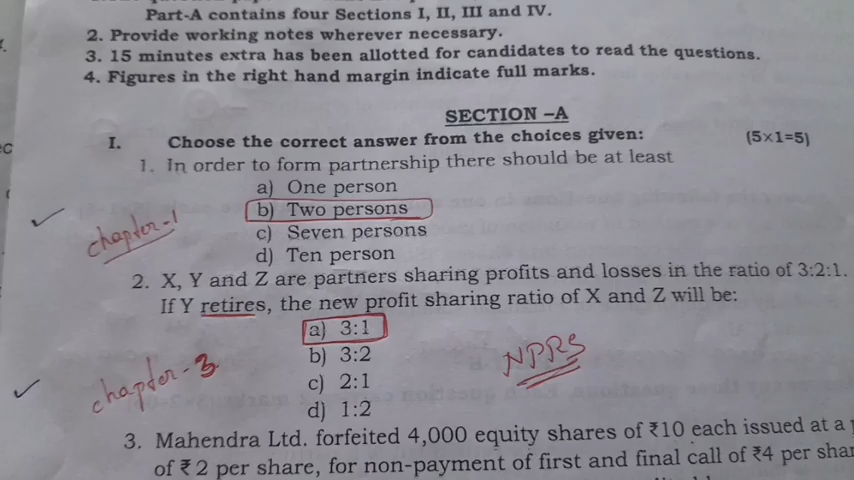 Part-A contains four Sections I, II, III and IV.
2. Provide working notes wherever necessary.
3. 15 minutes extra has been allotted for candidates to read the questions.
4. Figures in the right hand margin indicate full marks.
SECTION –A
I. Choose the correct answer from the choices given: (5×1=5)
1. In order to form partnership there should be at least
a) One person
b) Two persons
c) Seven persons
d) Ten person
chapter-1
2. X, Y and Z are partners sharing profits and losses in the ratio of 3:2:1.
If Y retires, the new profit sharing ratio of X and Z will be:
a) 3:1
b) 3:2
c) 2:1
d) 1:2
chapter-3
NPRS
3. Mahendra Ltd. forfeited 4,000 equity shares of ₹10 each issued at a
of ₹2 per share, for non-payment of first and final call of ₹4 per